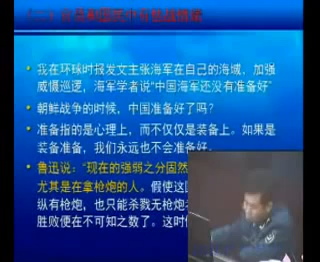 我在环球时报发文主张海军在自己的海域，加强
威慑巡逻，海军学者说“中国海军还没有准备好”
朝鲜战争的时候，中国准备好了吗？
准备指的是心理上，而不仅仅是装备上。如果是
装备准备，我们永远也不会准备好。
鲁迅说：“现在的强弱之分固然
尤其是在拿枪炮的人。假使这
纵有枪炮，也只能杀戮无枪炮
胜败便在不可知之数了。这时